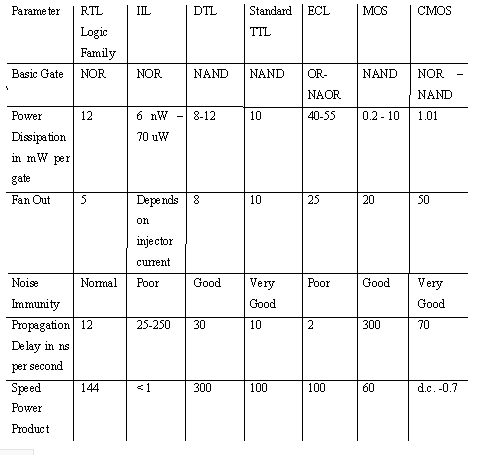 Parameter RTL Logic Family IIL DTL Standard TTL ECL MOS CMOS
Basic Gate NOR NOR NAND NAND OR-NAOR NAND NOR – NAND
Power Dissipation in mW per gate 12 6 nW – 70 uW 8-12 10 40-55 0.2 - 10 1.01
Fan Out 5 Depends on injector current 8 10 25 20 50
Noise Immunity Normal Poor Good Very Good Poor Good Very Good
Propagation Delay in ns per second 12 25-250 30 10 2 300 70
Speed Power Product 144 < 1 300 100 100 60 d.c. -0.7